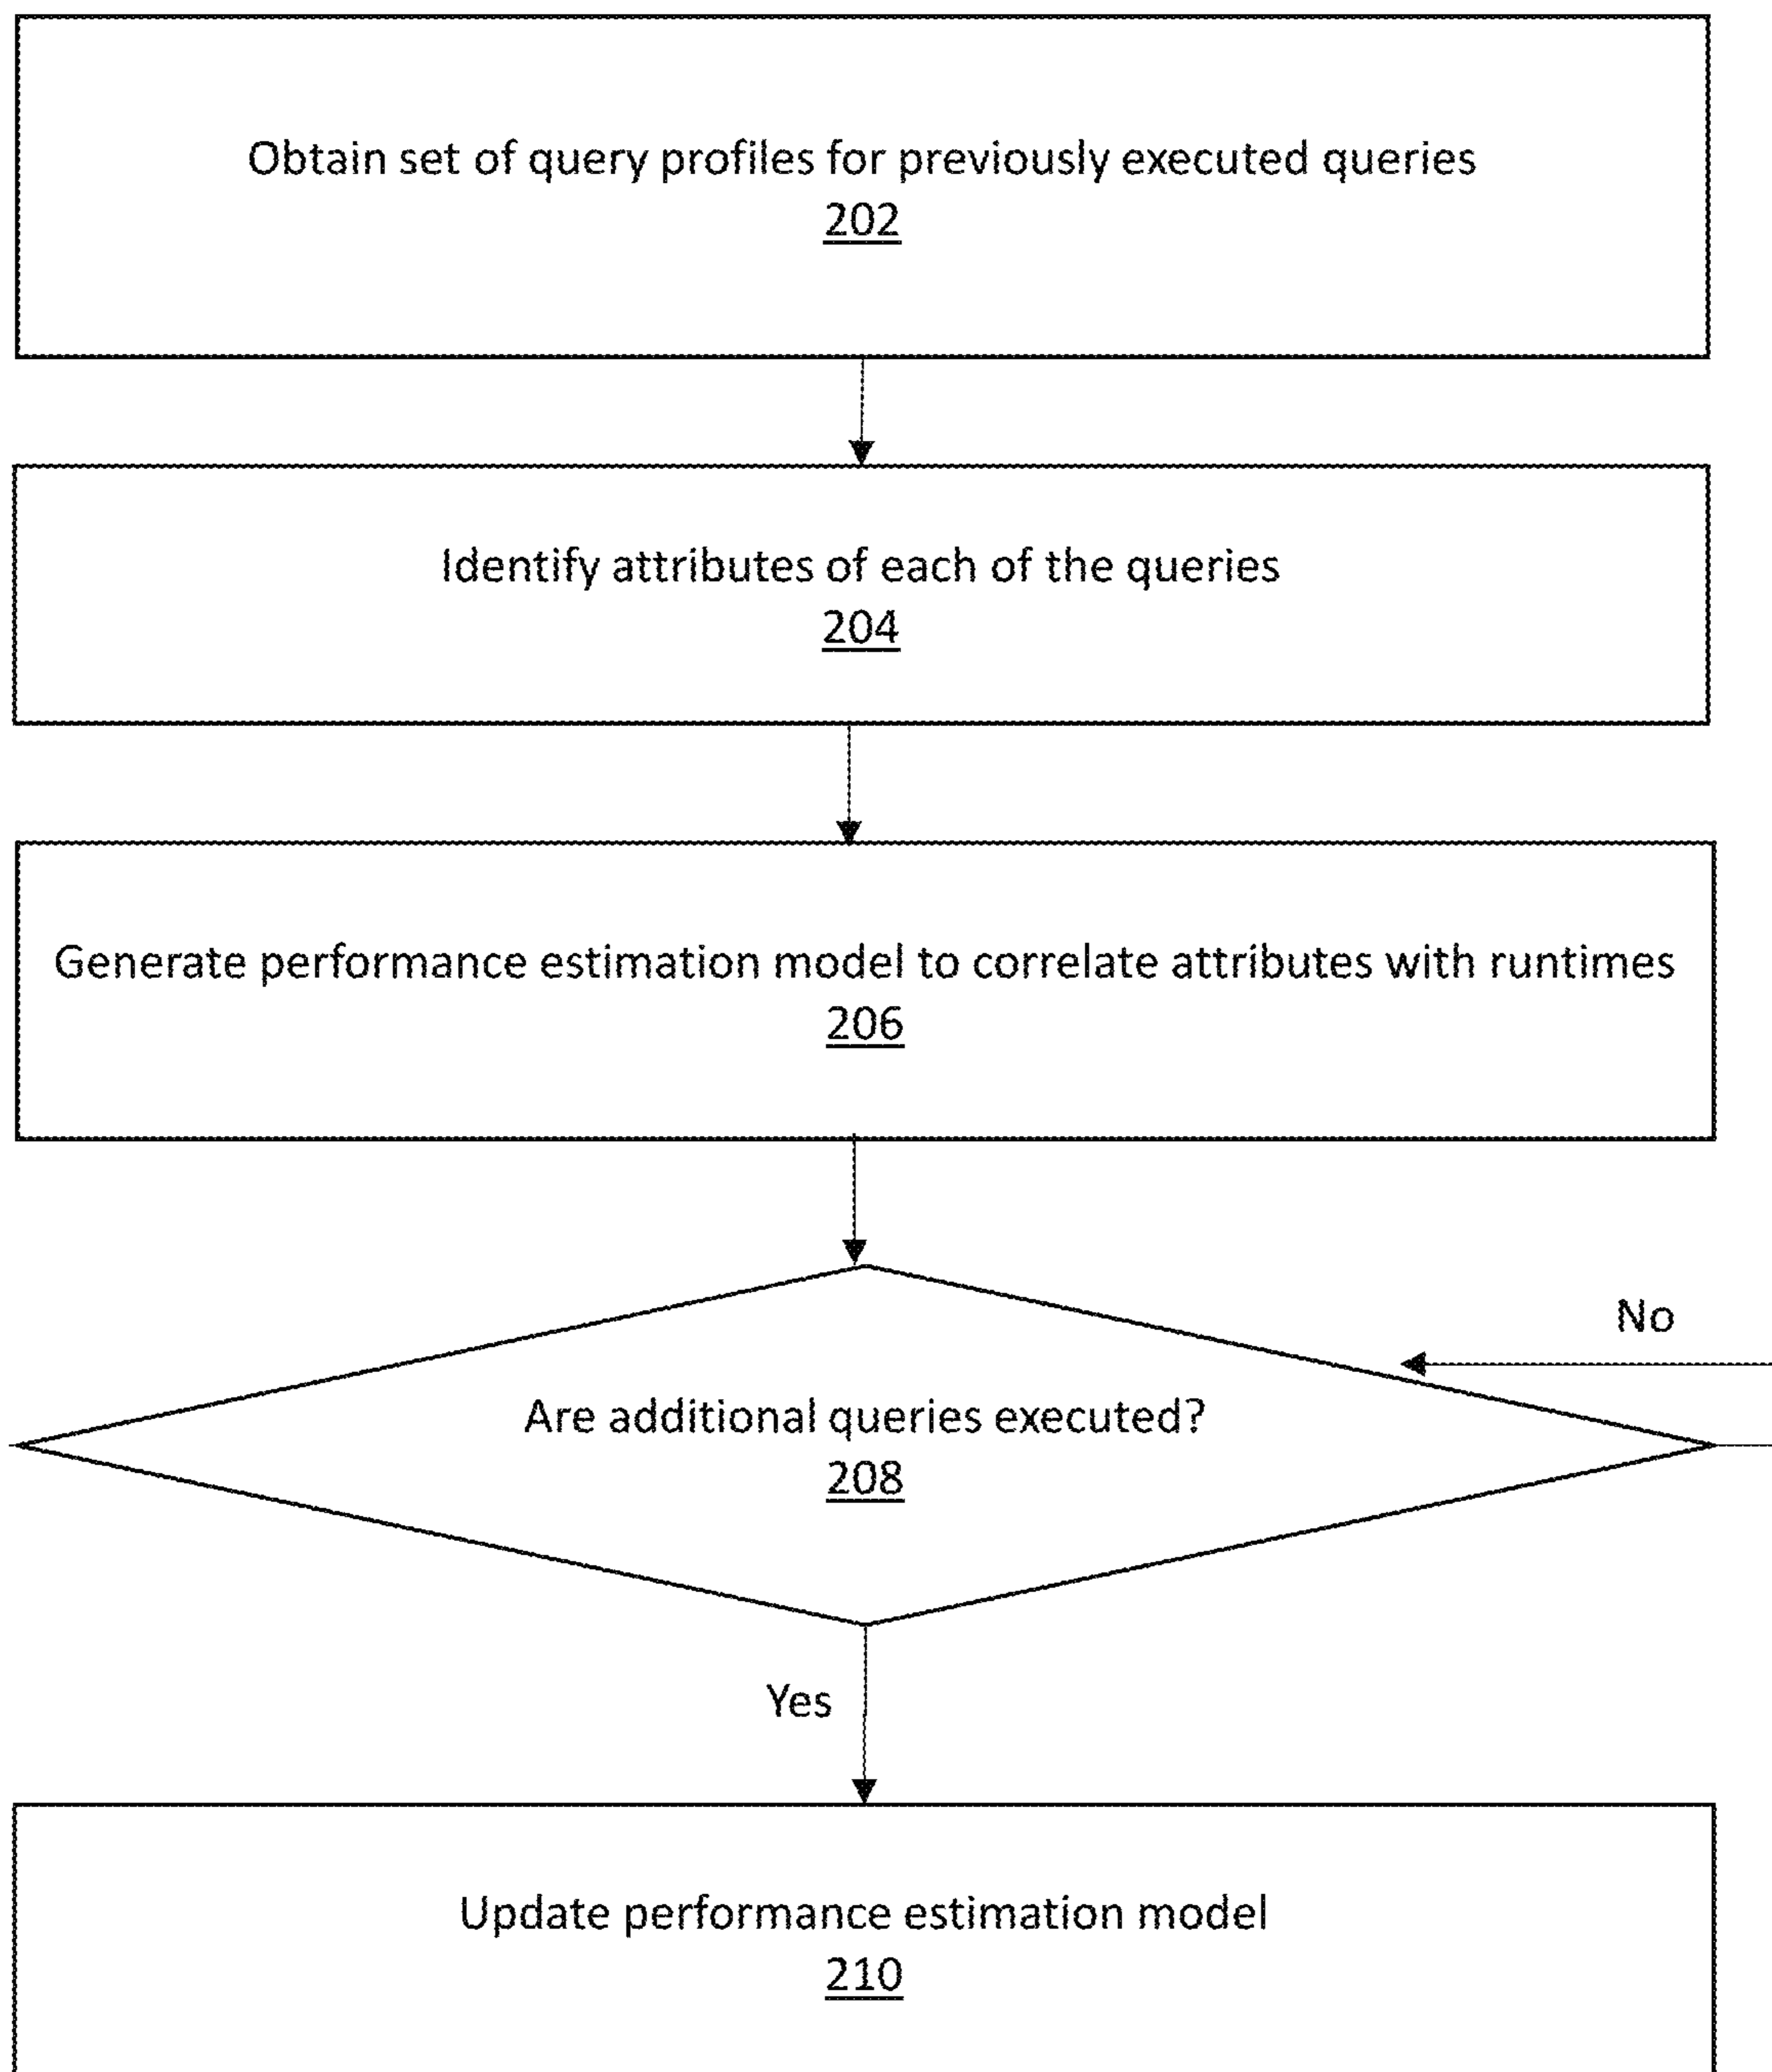 Obtain set of query profiles for previously executed queries
202
Identify attributes of each of the queries
204
Generate performance estimation model to correlate attributes with runtimes
206
No
Are additional queries executed?
208
Yes
Update performance estimation model
210